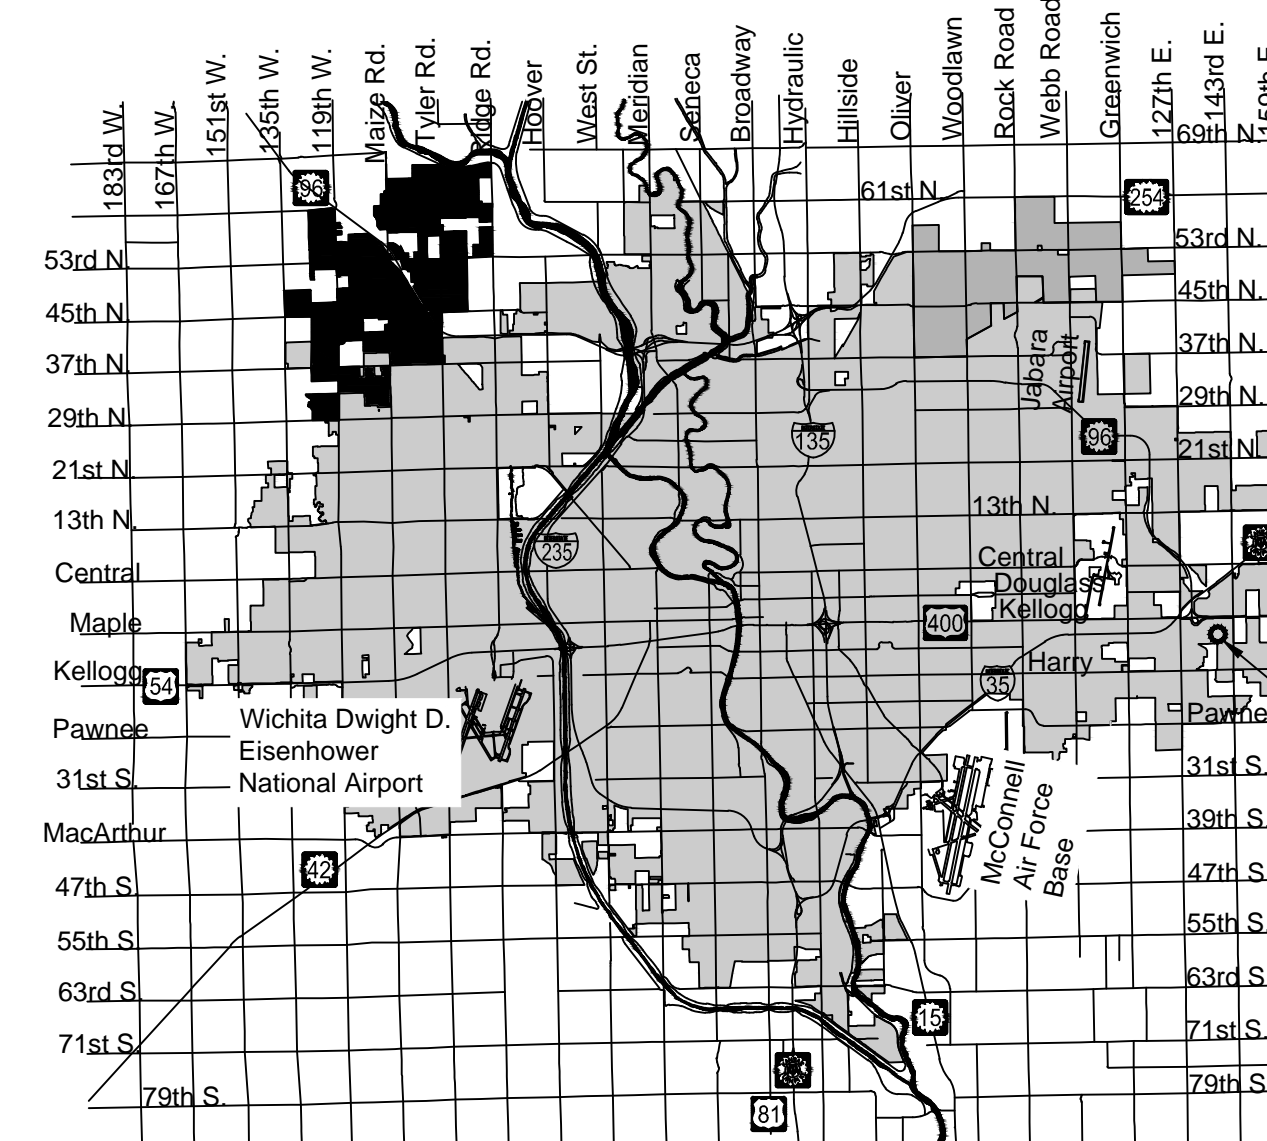 183rd W.
167th W.
151st W.
135th W.
119th W.
Maize Rd.
Tyler Rd.
Ridge Rd.
Hoover
West St.
Meridian
Seneca
Broadway
Hydraulic
Hillside
Oliver
Woodlawn
Rock Road
Webb Road
Greenwich
127th E.
143rd E.
69th N.
96
61st N.
254
53rd N.
53rd N.
45th N.
45th N.
37th N.
37th N.
Jabara
Airport
29th N.
29th N.
135
96
21st N.
21st N.
13th N.
13th N.
235
Central
Central
Douglass
Kellogg
400
Maple
Kellogg
54
Harry
35
Pawnee
Pawne
Wichita Dwight D.
Eisenhower
National Airport
31st S.
31st S.
McConnell
Air Force
Base
MacArthur
39th S.
42
47th S.
47th S.
55th S.
55th S.
63rd S.
63rd S.
15
71st S.
71st S.
79th S.
79th S.
81